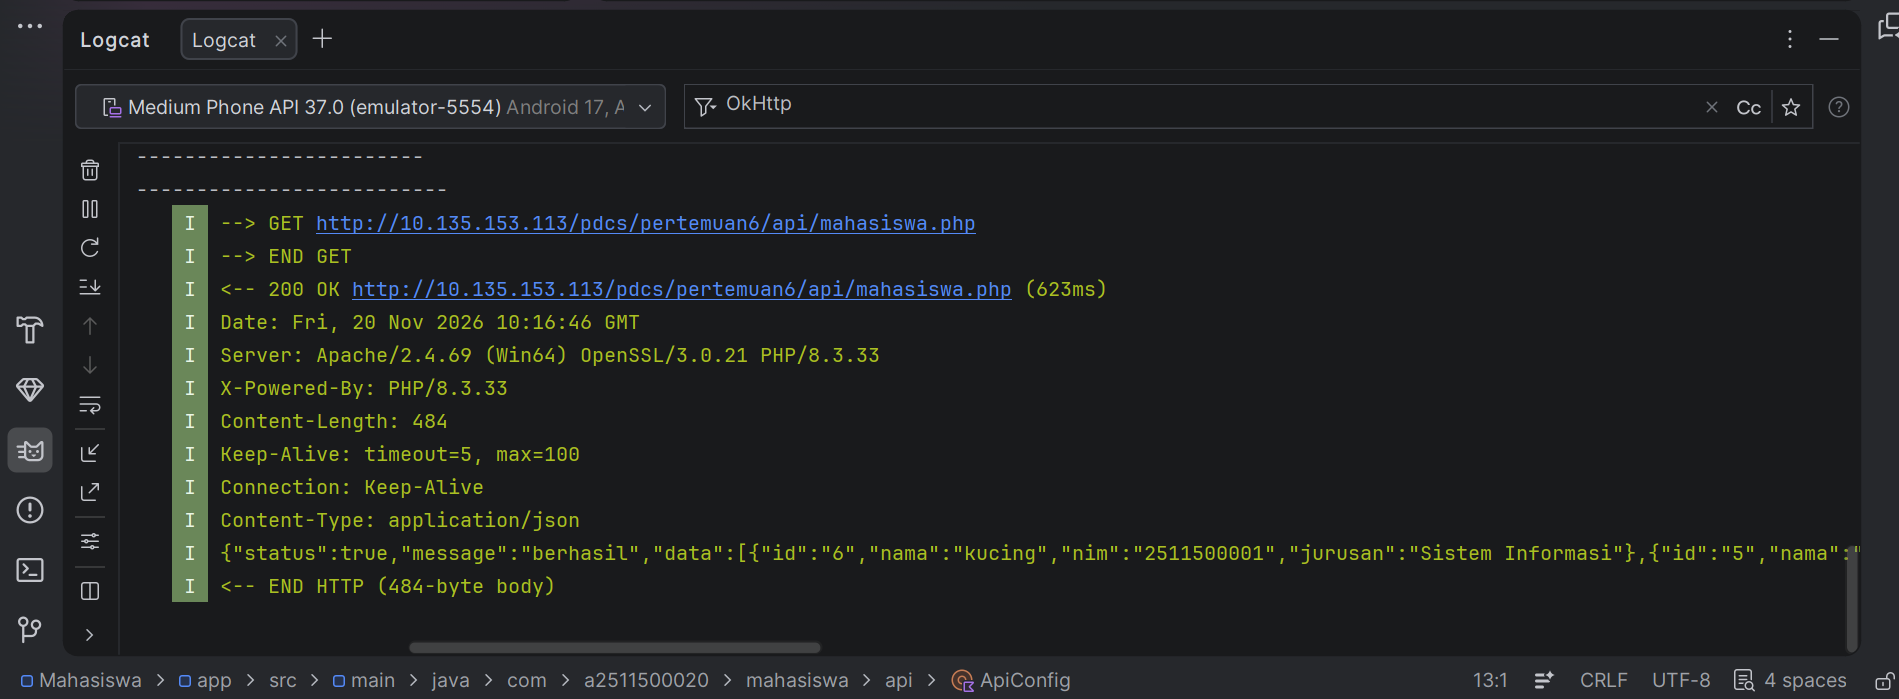 Logcat Logcat
Medium Phone API 37.0 (emulator-5554) Android 17, A OkHttp Cc
------------------------
--------------------------
I --> GET http://10.135.153.113/pdcs/pertemuan6/api/mahasiswa.php
I --> END GET
I <-- 200 OK http://10.135.153.113/pdcs/pertemuan6/api/mahasiswa.php (623ms)
I Date: Fri, 20 Nov 2026 10:16:46 GMT
I Server: Apache/2.4.69 (Win64) OpenSSL/3.0.21 PHP/8.3.33
I X-Powered-By: PHP/8.3.33
I Content-Length: 484
I Keep-Alive: timeout=5, max=100
I Connection: Keep-Alive
I Content-Type: application/json
I {"status":true,"message":"berhasil","data":[{"id":"6","nama":"kucing","nim":"2511500001","jurusan":"Sistem Informasi"},{"id":"5","nama":"
I <-- END HTTP (484-byte body)
Mahasiswa > app > src > main > java > com > a2511500020 > mahasiswa > api > ApiConfig 13:1 CRLF UTF-8 4 spaces